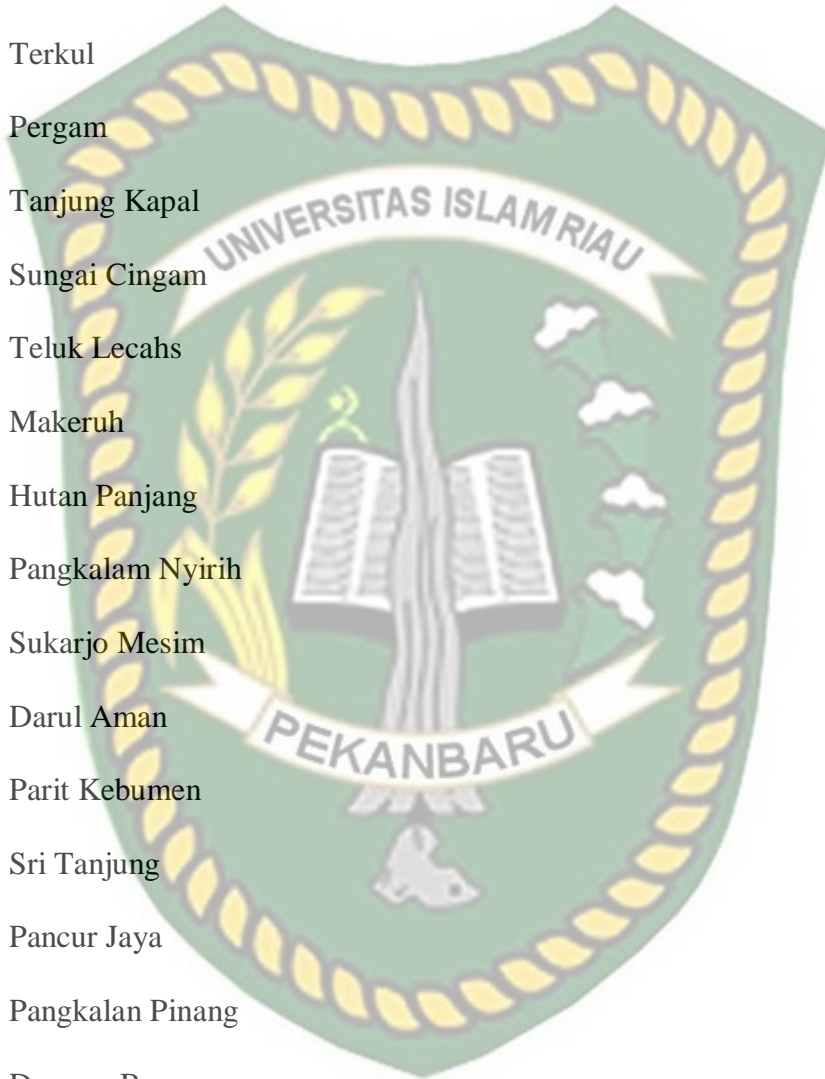 Terkul
Pergam
Tanjung Kapal
UNIVERSITAS ISLAM RIAU
Sungai Cingam
Teluk Lecahs
Makeruh
Hutan Panjang
Pangkalam Nyirih
Sukarjo Mesim
Darul Aman
PEKANBARU
Parit Kebumen
Sri Tanjung
Pancur Jaya
Pangkalan Pinang